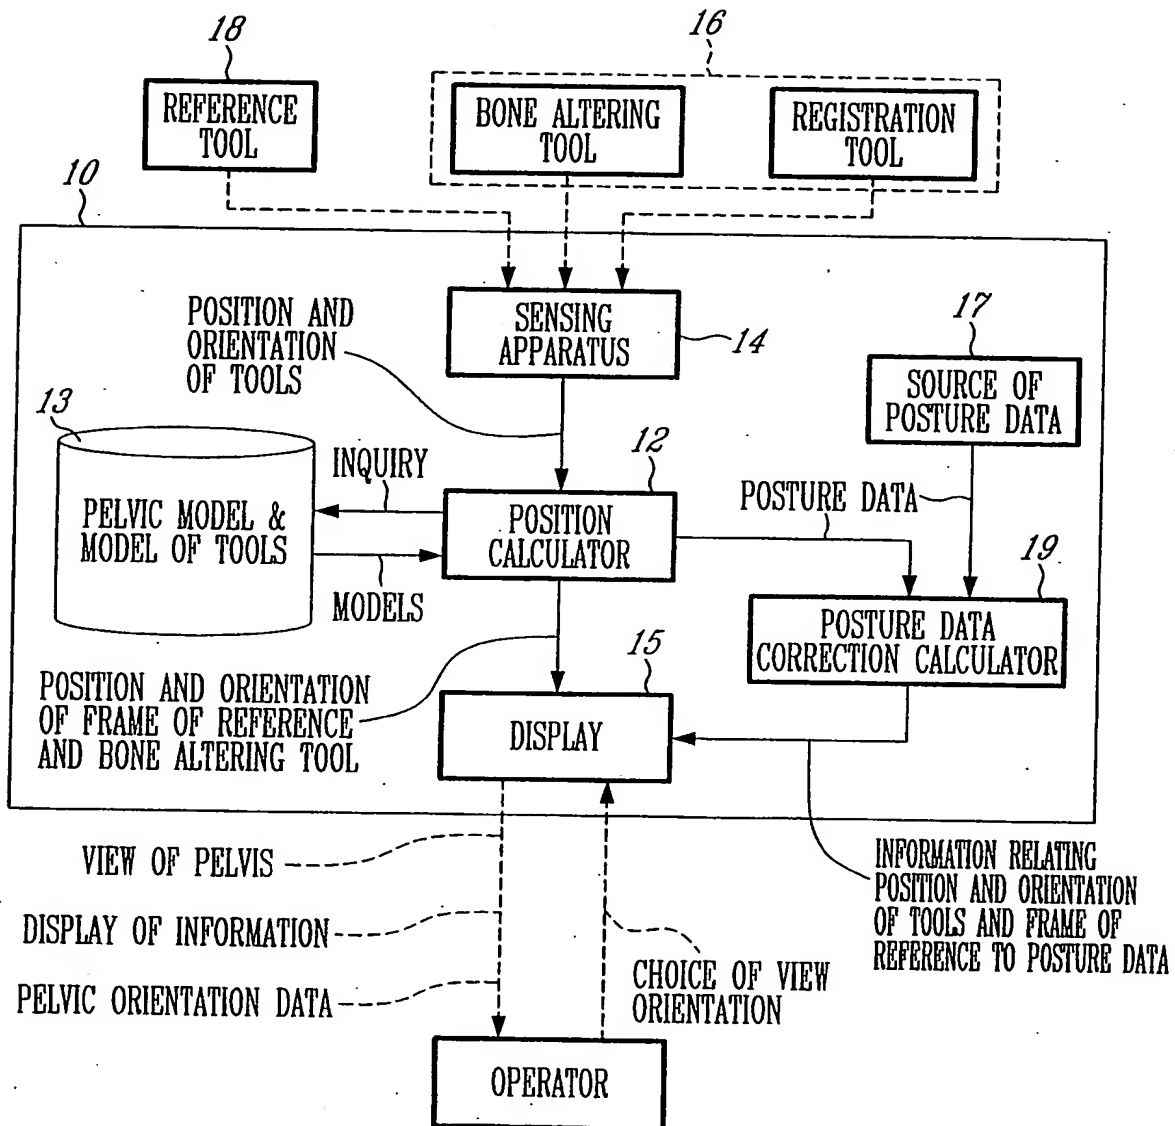 18
16
REFERENCE
TOOL
BONE ALTERING
TOOL
REGISTRATION
TOOL
10
POSITION AND
ORIENTATION
OF TOOLS
SENSING
APPARATUS
14
17
SOURCE OF
POSTURE DATA
13
INQUIRY
12
POSTURE DATA
PELVIC MODEL &
MODEL OF TOOLS
POSITION
CALCULATOR
MODELS
19
POSTURE DATA
CORRECTION CALCULATOR
15
POSITION AND ORIENTATION
OF FRAME OF REFERENCE
AND BONE ALTERING TOOL
DISPLAY
VIEW OF PELVIS
INFORMATION RELATING
POSITION AND ORIENTATION
OF TOOLS AND FRAME OF
REFERENCE TO POSTURE DATA
DISPLAY OF INFORMATION
PELVIC ORIENTATION DATA
CHOICE OF VIEW
ORIENTATION
OPERATOR